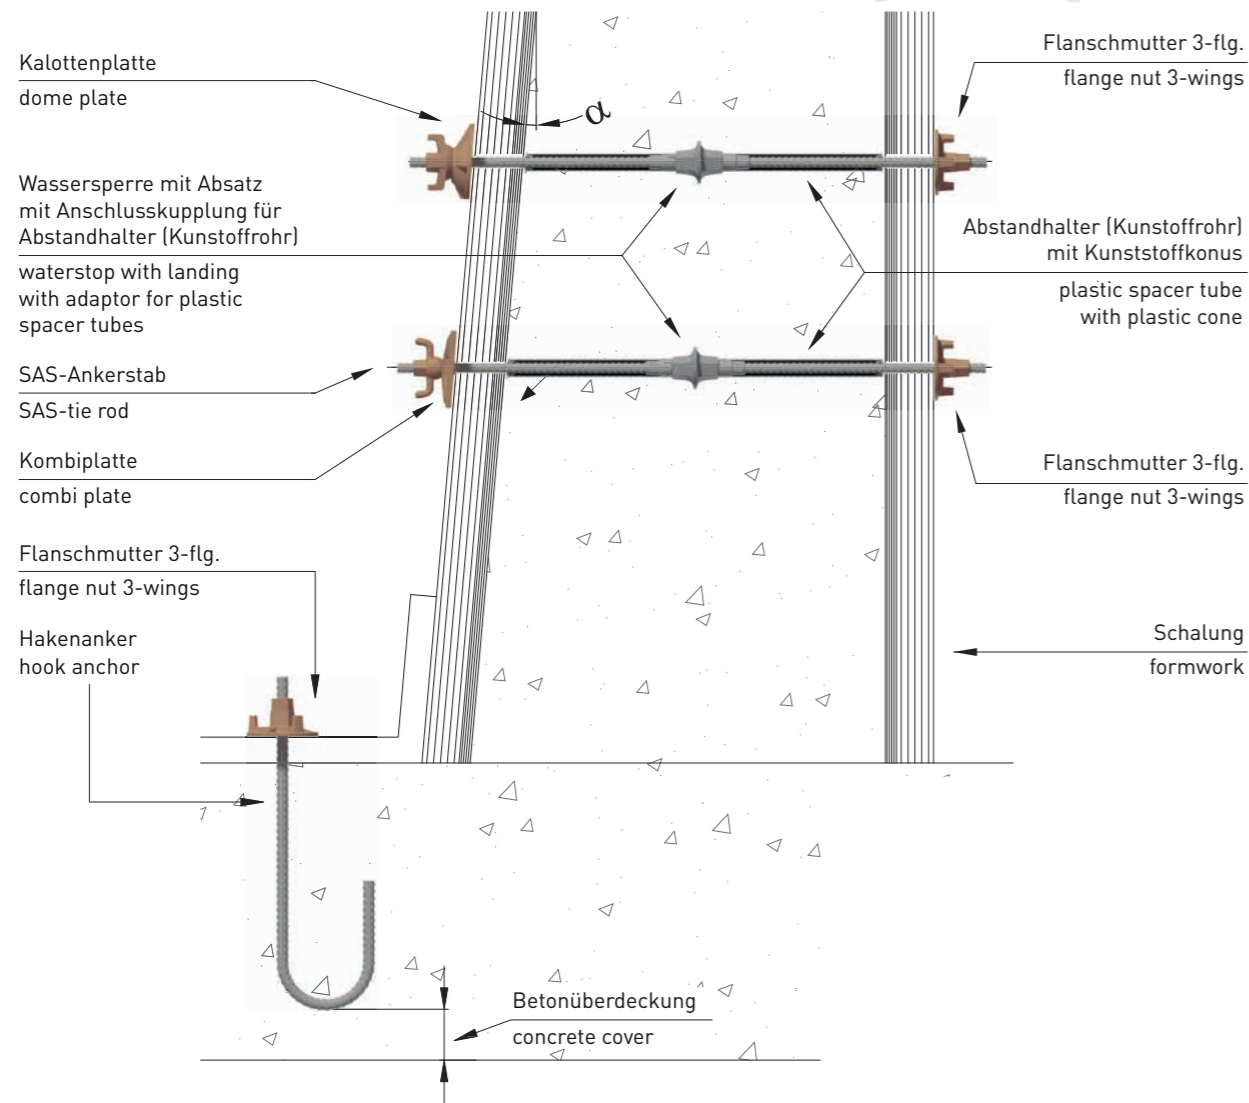 Kalottenplatte
dome plate
Wassersperre mit Absatz
mit Anschlusskupplung für
Abstandhalter (Kunstoffrohr)
waterstop with landing
with adaptor for plastic
spacer tubes
SAS-Ankerstab
SAS-tie rod
Kombiplatte
combi plate
Flanschmutter 3-flg.
flange nut 3-wings
Hakenanker
hook anchor
α
Flanschmutter 3-flg.
flange nut 3-wings
Abstandhalter (Kunstoffrohr)
mit Kunststoffkonus
plastic spacer tube
with plastic cone
Flanschmutter 3-flg.
flange nut 3-wings
Schalung
formwork
Betonüberdeckung
concrete cover